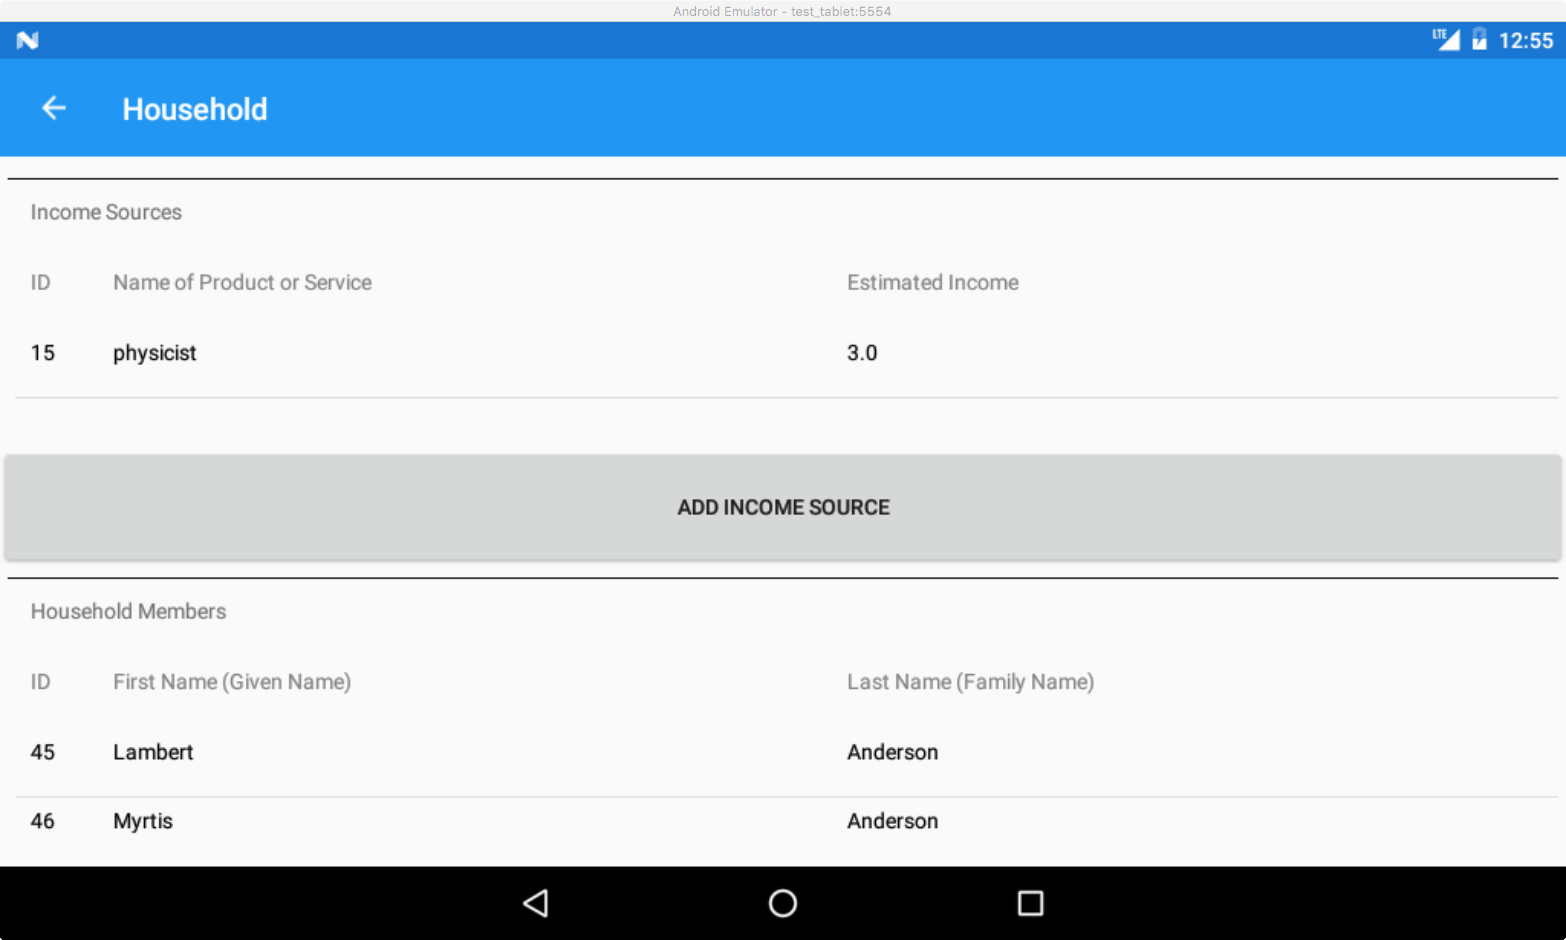 Android Emulator - test_tablet:5554
LTE 12:55
Household
Income Sources
ID Name of Product or Service Estimated Income
15 physicist 3.0
ADD INCOME SOURCE
Household Members
ID First Name (Given Name) Last Name (Family Name)
45 Lambert Anderson
46 Myrtis Anderson